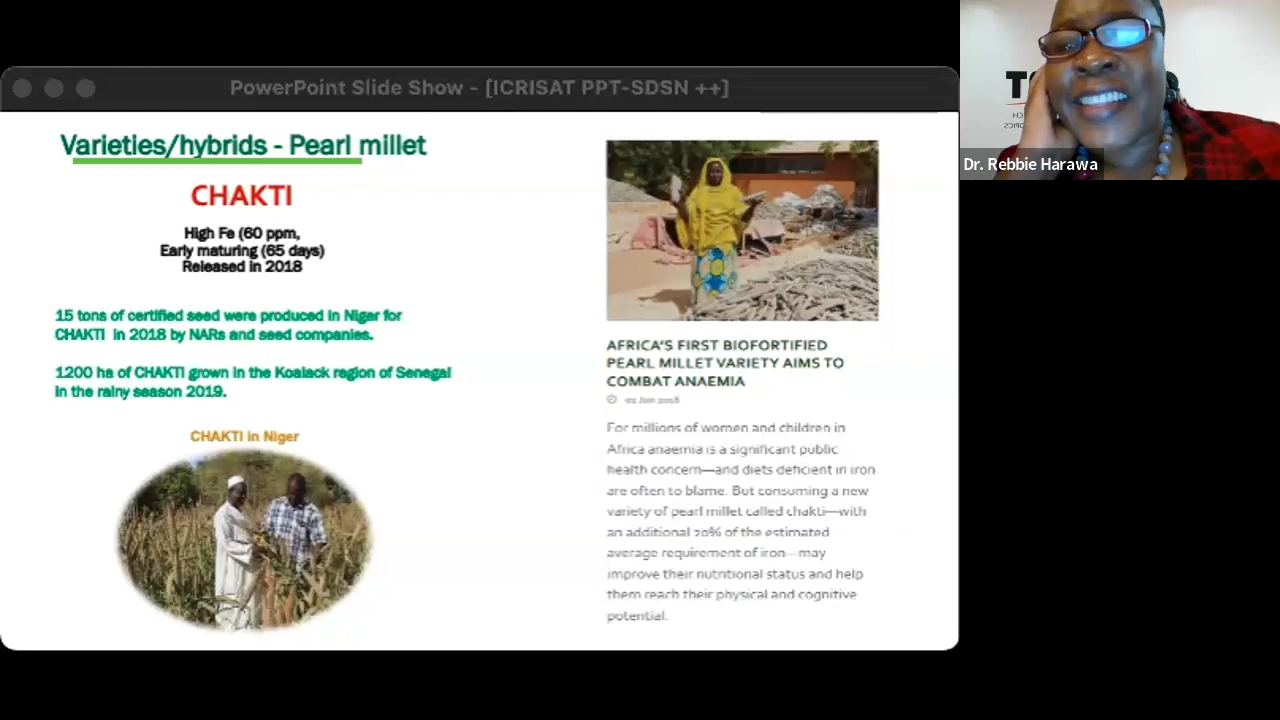 PowerPoint Slide Show - [ICRISAT PPT-SDSN ++]
Varieties/hybrids - Pearl millet
CHAKTI
High Fe (60 ppm,
Early maturing (65 days)
Released in 2018
15 tons of certified seed were produced in Niger for
CHAKTI in 2018 by NARs and seed companies.
1200 ha of CHAKTI grown in the Koalack region of Senegal
in the rainy season 2019.
CHAKTI in Niger
AFRICA'S FIRST BIOFORTIFIED
PEARL MILLET VARIETY AIMS TO
COMBAT ANAEMIA
2018
For millions of women and children in
Africa anaemia is a significant public
health concern—and diets deficient in iron
are often to blame. But consuming a new
variety of pearl millet called chakti—with
an additional 20% of the estimated
average requirement of iron—may
improve their nutritional status and help
them reach their physical and cognitive
potential.
Dr. Rebbie Harawa